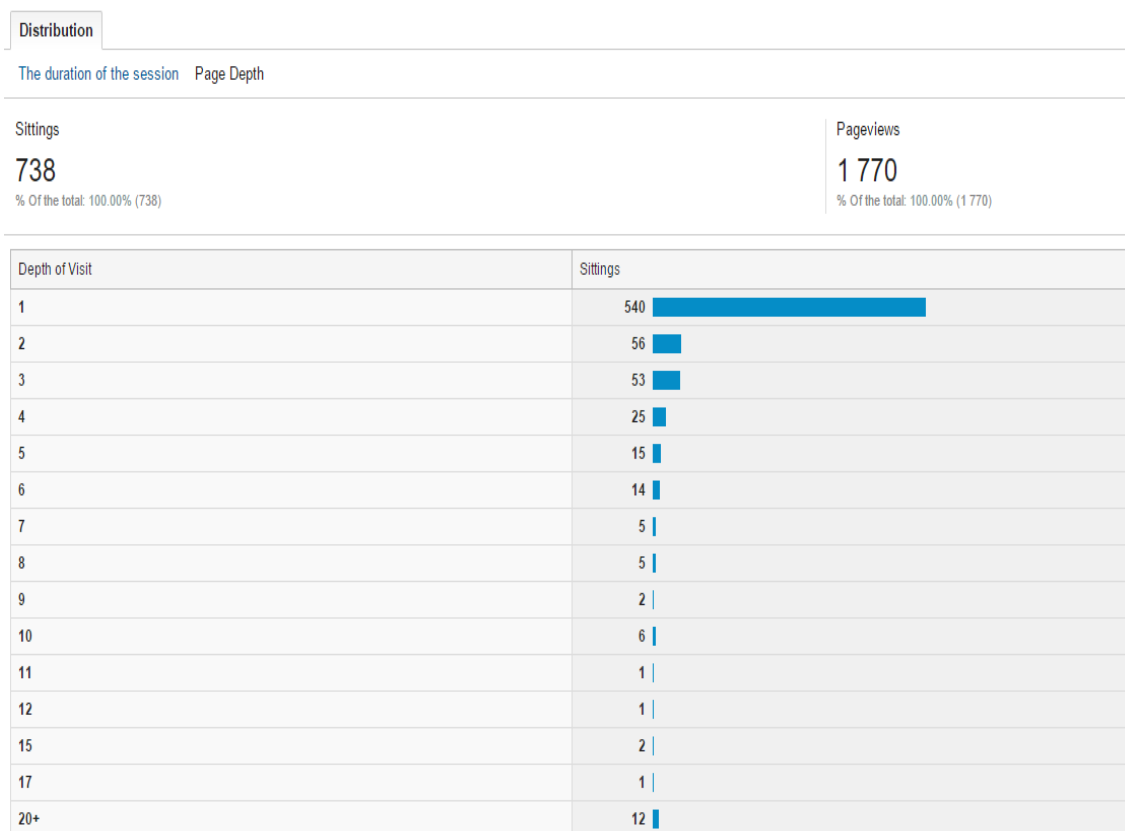 Distribution
The duration of the session Page Depth
Sittings Pageviews
738 1 770
% Of the total: 100.00% (738) % Of the total: 100.00% (1 770)
Depth of Visit Sittings
1 540
2 56
3 53
4 25
5 15
6 14
7 5
8 5
9 2
10 6
11 1
12 1
15 2
17 1
20+ 12